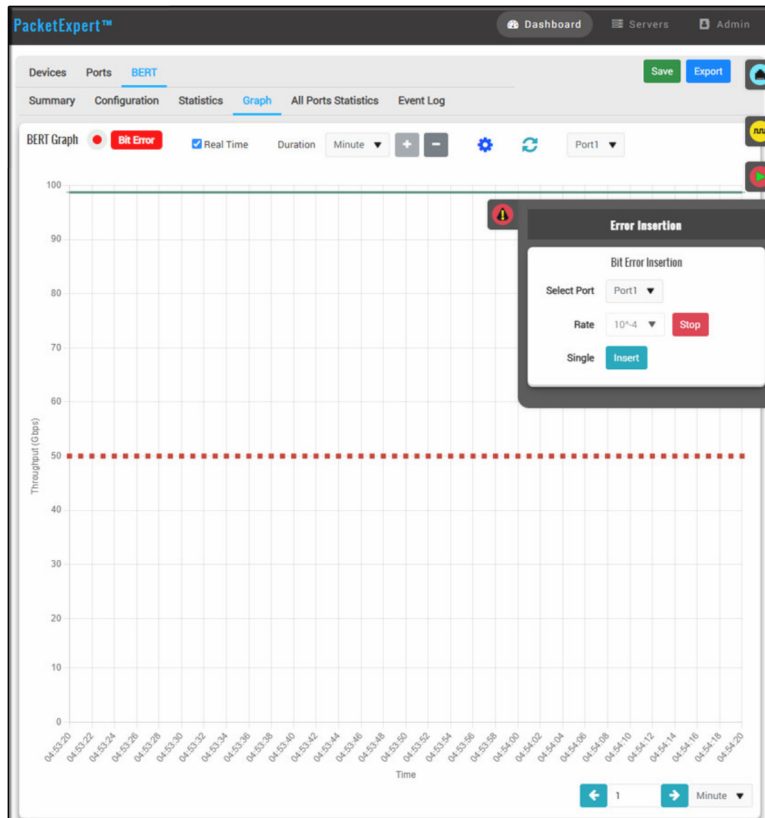 PacketExpert™
Dashboard Servers Admin
Devices Ports BERT
Save Export
Summary Configuration Statistics Graph All Ports Statistics Event Log
BERT Graph Bit Error Real Time Duration Minute + − Port1
Error Insertion
Bit Error Insertion
Select Port Port1
Rate 10^-4 Stop
Single Insert
Throughput (Gbps)
100
90
80
70
60
50
40
30
20
10
0
04:53:20 04:53:22 04:53:24 04:53:26 04:53:28 04:53:30 04:53:32 04:53:34 04:53:36 04:53:38 04:53:40 04:53:42 04:53:44 04:53:46 04:53:48 04:53:50 04:53:52 04:53:54 04:53:56 04:53:58 04:54:00 04:54:02 04:54:04 04:54:06 04:54:08 04:54:10 04:54:12 04:54:14 04:54:16 04:54:18 04:54:20
Time
1 Minute